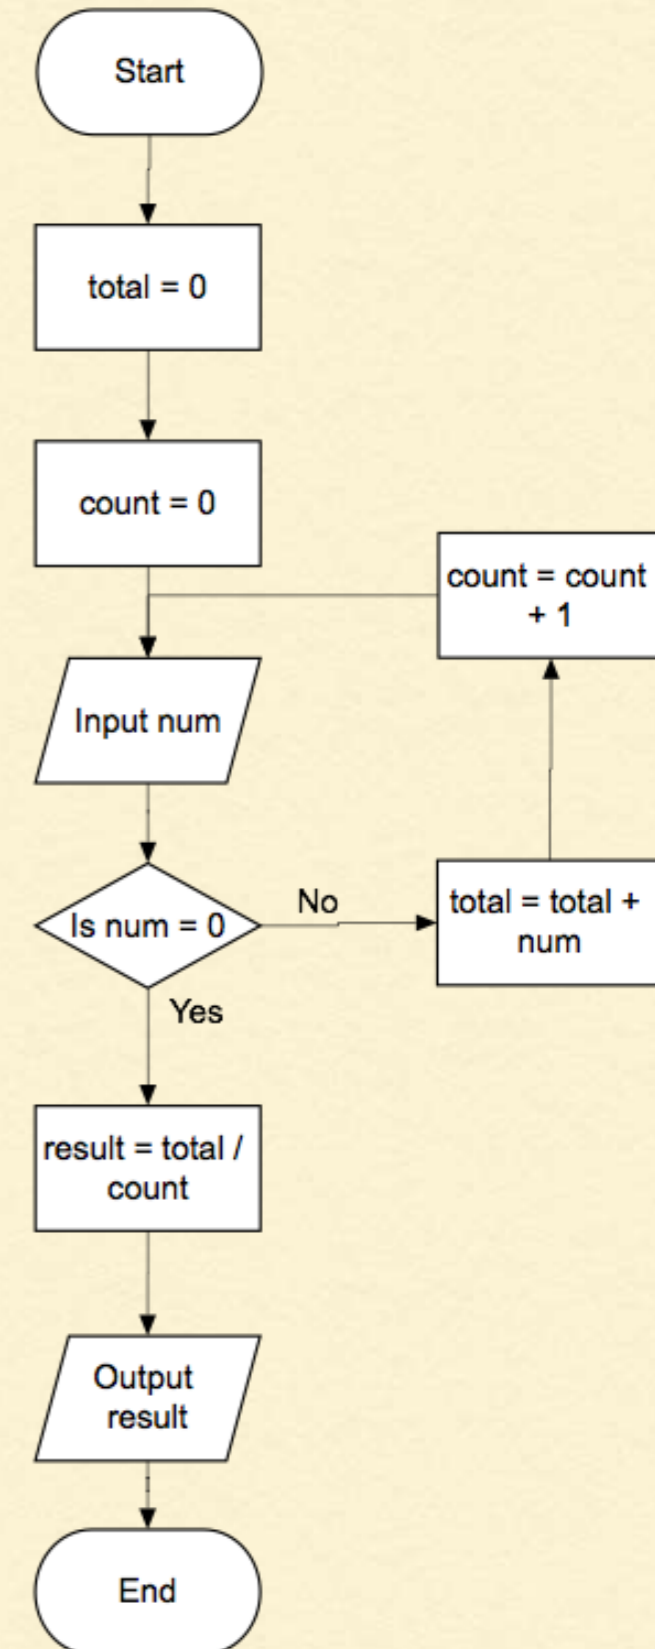 Start
total = 0
count = 0
count = count
+ 1
Input num
Is num = 0
No
total = total +
num
Yes
result = total /
count
Output
result
End